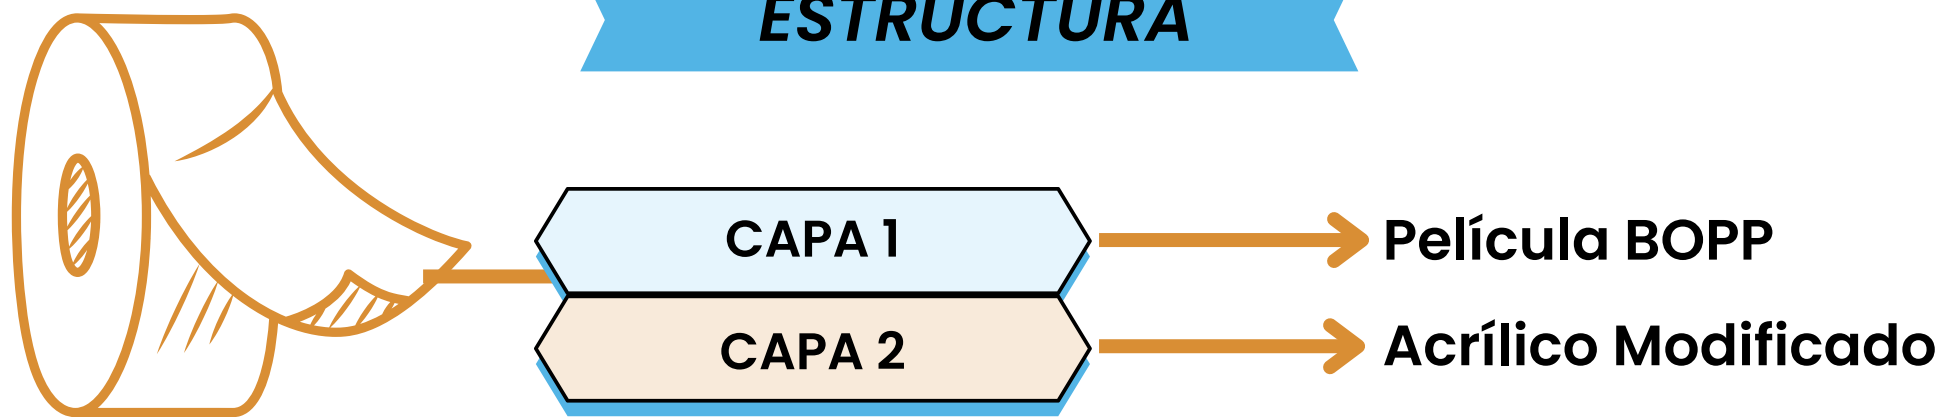 ESTRUCTURA
CAPA 1
Película BOPP
CAPA 2
Acrílico Modificado